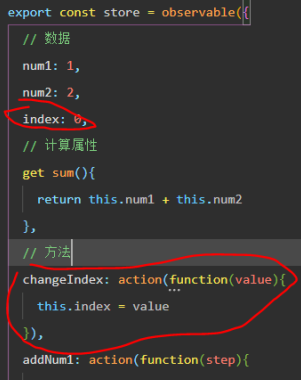 export const store = observable({
// 数据
num1: 1,
num2: 2,
index: 0,
// 计算属性
get sum(){
return this.num1 + this.num2
},
// 方法
changeIndex: action(function(value){
this.index = value
}),
addNum1: action(function(step){